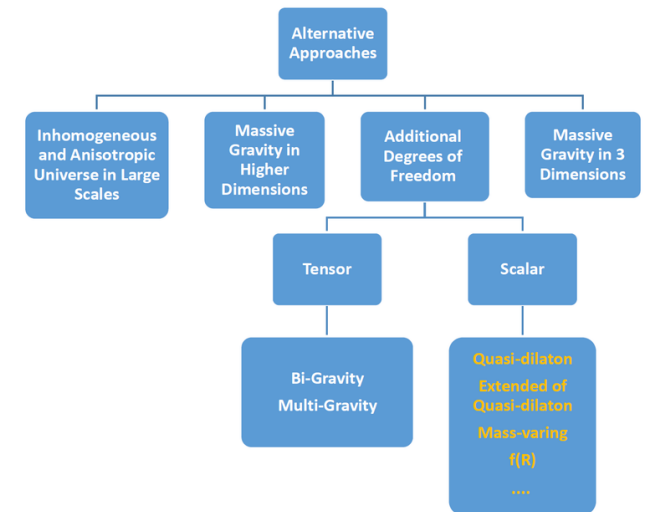 Alternative
Approaches
Inhomogeneous
and Anisotropic
Universe in Large
Scales
Massive
Gravity in
Higher
Dimensions
Additional
Degrees of
Freedom
Massive
Gravity in 3
Dimensions
Tensor
Scalar
Bi-Gravity
Multi-Gravity
Quasi-dilaton
Extended of
Quasi-dilaton
Mass-varing
f(R)
....